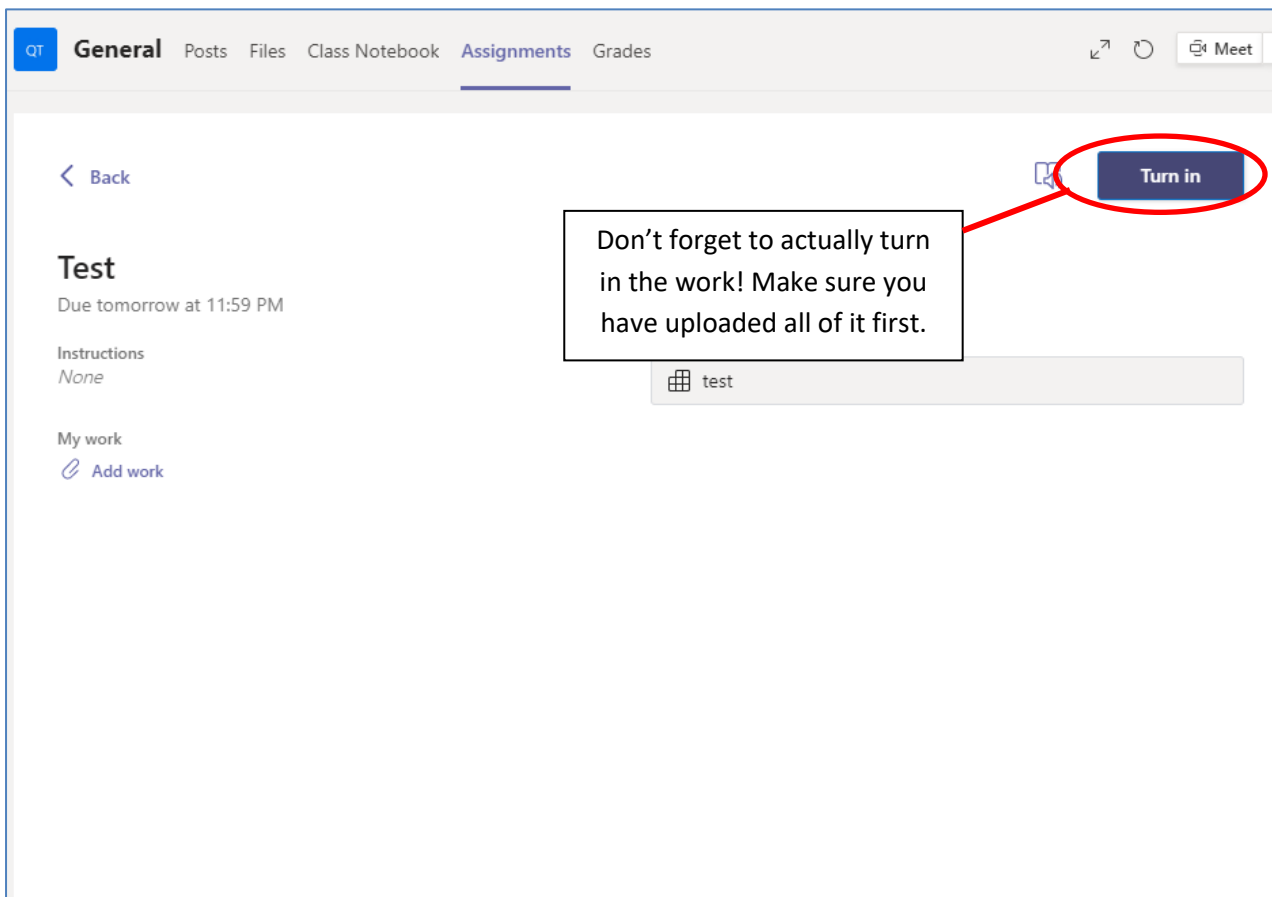 QT General Posts Files Class Notebook Assignments Grades Meet
Back
Turn in
Don’t forget to actually turn
in the work! Make sure you
have uploaded all of it first.
Test
Due tomorrow at 11:59 PM
Instructions
None
test
My work
Add work